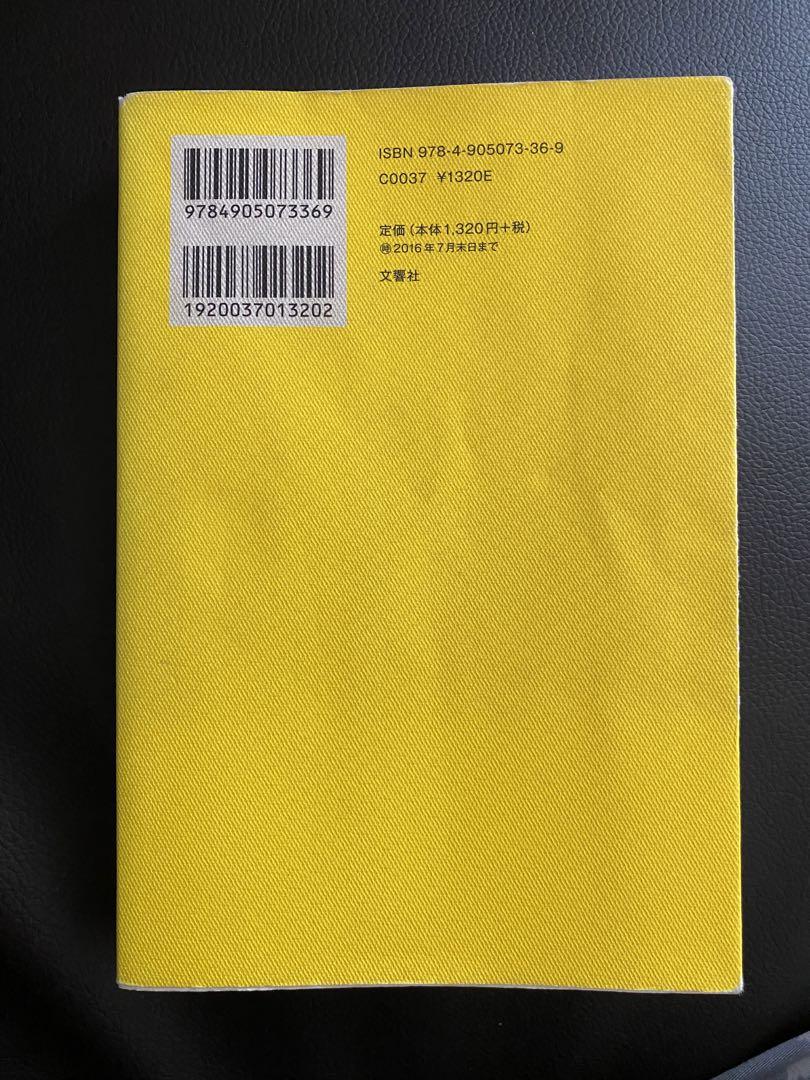 9784905073369
1920037013202
ISBN 978-4-905073-36-9
C0037 ¥1320E
定価(本体1,320円+税)
㊕2016年7月末日まで
文響社